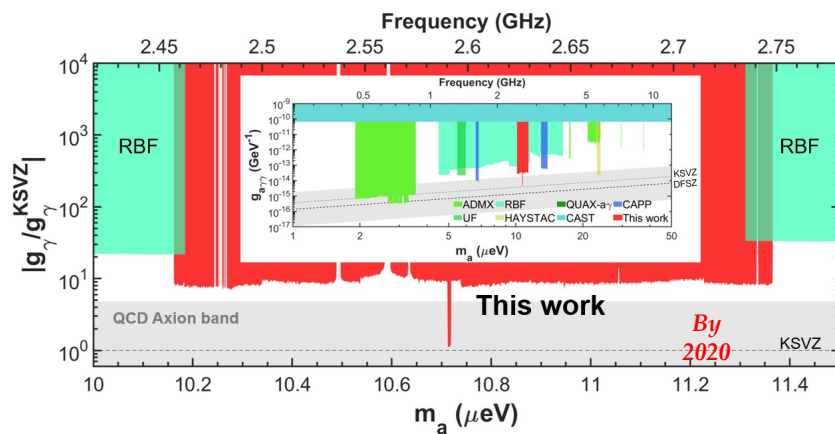 Frequency (GHz)
2.45 2.5 2.55 2.6 2.65 2.7 2.75
10⁴
10³
10²
10¹
10⁰
|g_γ/g_γ^KSVZ|
RBF
RBF
Frequency (GHz)
0.5 1 2 5 10
10⁻⁹
10⁻¹⁰
10⁻¹¹
10⁻¹²
10⁻¹³
10⁻¹⁴
10⁻¹⁵
10⁻¹⁶
10⁻¹⁷
g_aγγ (GeV⁻¹)
KSVZ
DFSZ
ADMX RBF QUAX-aγ CAPP
UF HAYSTAC CAST This work
1 5 10 50
m_a (μeV)
This work
QCD Axion band
By
2020
KSVZ
10 10.2 10.4 10.6 10.8 11 11.2 11.4
m_a (μeV)